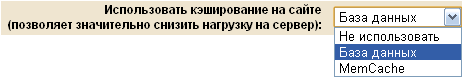 Использовать кэширование на сайте
(позволяет значительно снизить нагрузку на сервер):
База данных
Не использовать
База данных
MemCache